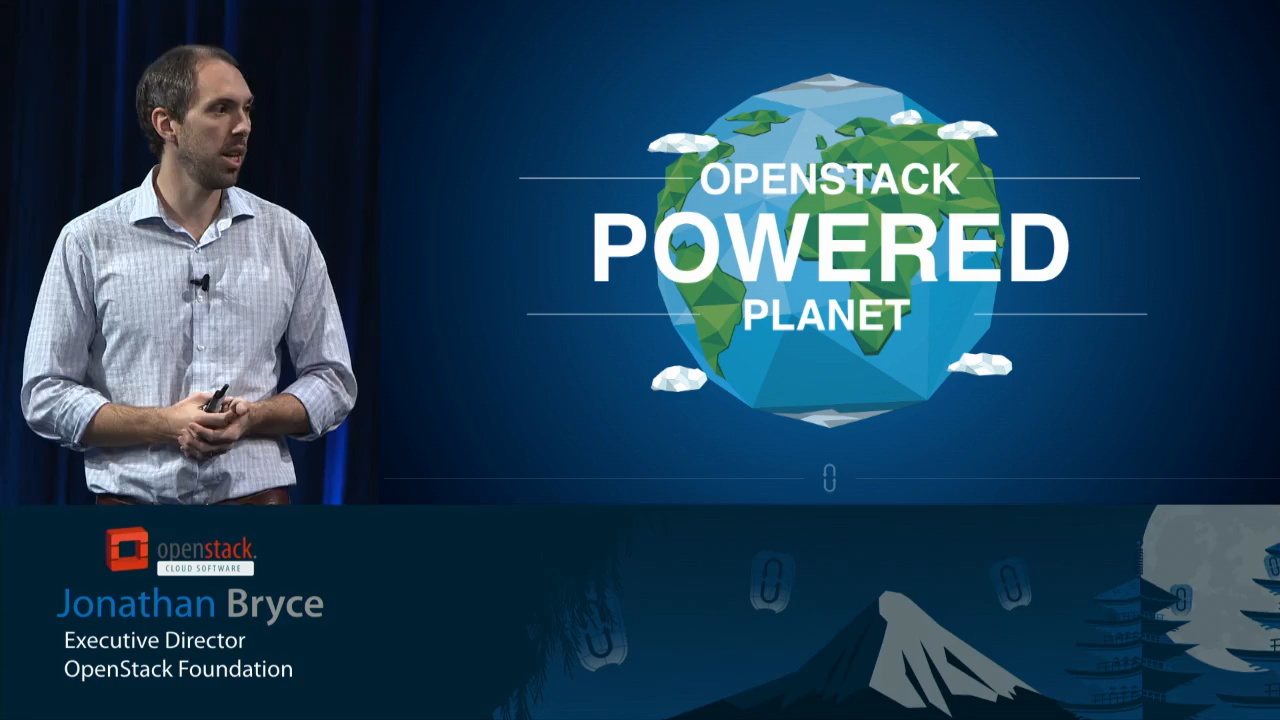 OPENSTACK
POWERED
PLANET
openstack.
CLOUD SOFTWARE
Jonathan Bryce
Executive Director
OpenStack Foundation